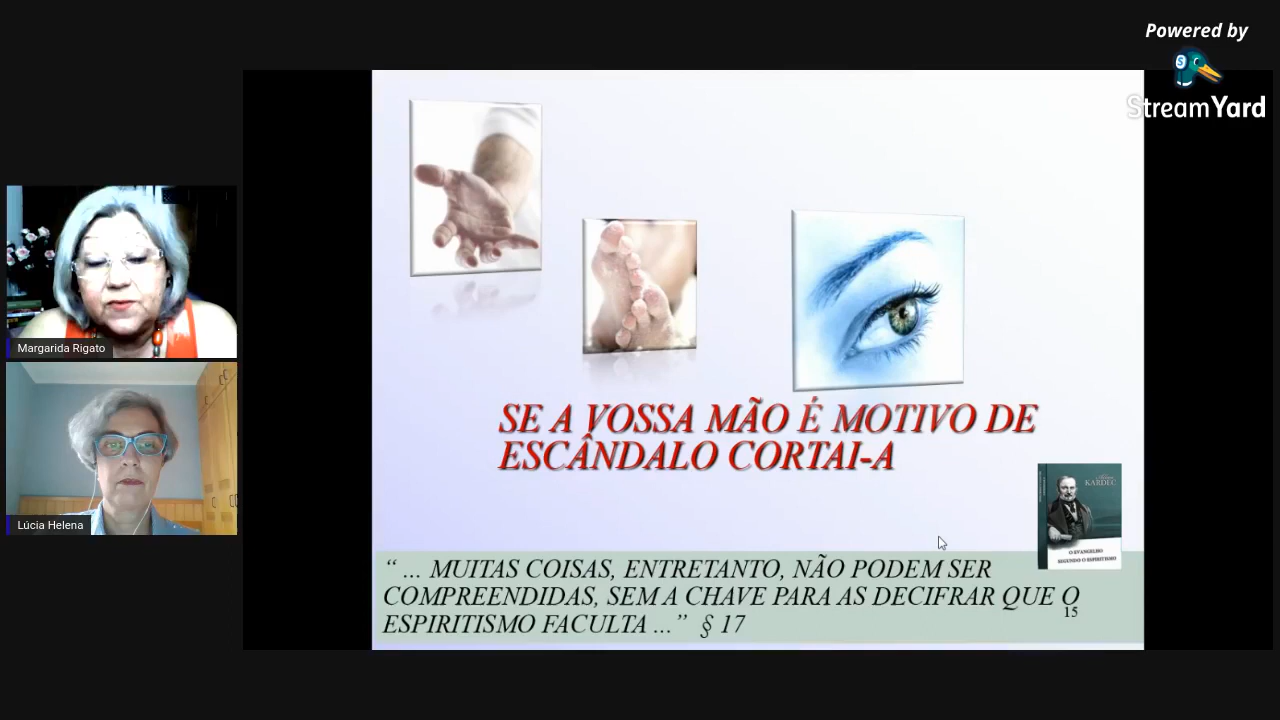 Powered by
StreamYard
Margarida Rigato
Lúcia Helena
SE A VOSSA MÃO É MOTIVO DE
ESCÂNDALO CORTAI-A
KARDEC
O EVANGELHO
SEGUNDO O ESPIRITISMO
“ ... MUITAS COISAS, ENTRETANTO, NÃO PODEM SER
COMPREENDIDAS, SEM A CHAVE PARA AS DECIFRAR QUE O
ESPIRITISMO FACULTA ...” § 17
15